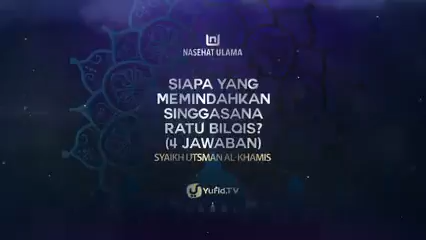 NASEHAT ULAMA
SIAPA YANG
MEMINDAHKAN
SINGGASANA
RATU BILQIS?
(4 JAWABAN)
SYAIKH UTSMAN AL-KHAMIS
Yufid.TV